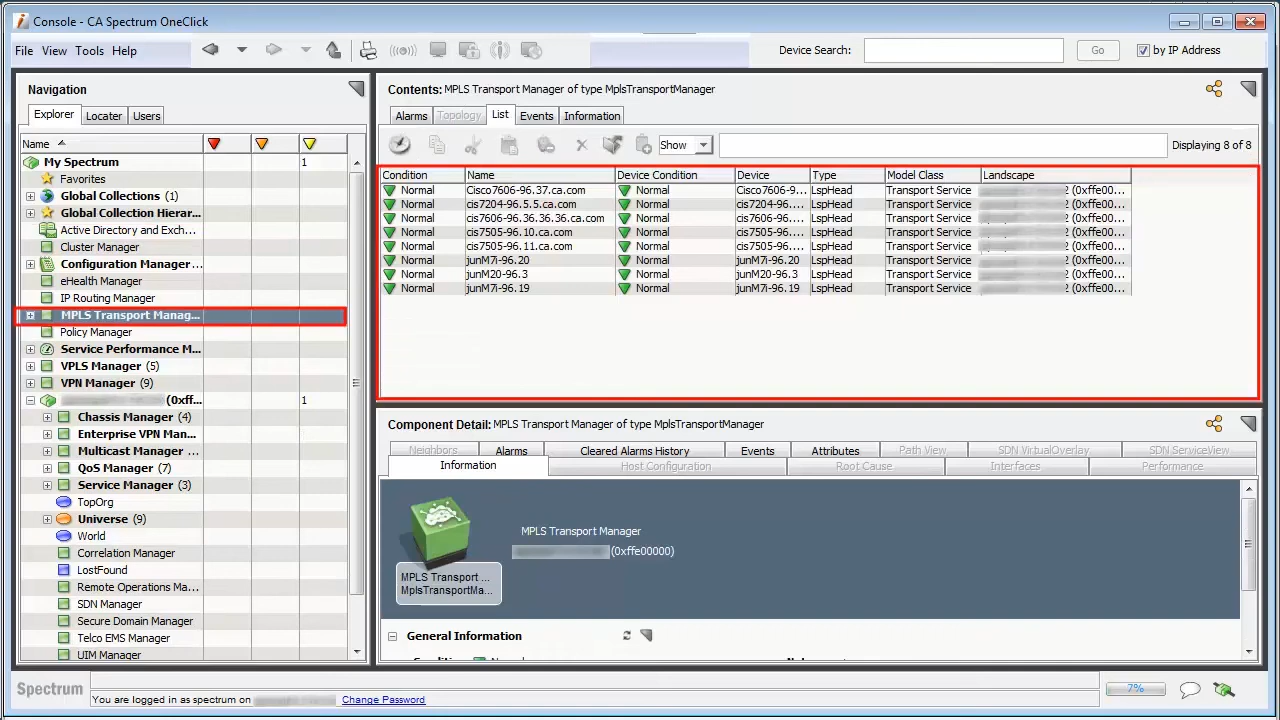 Console - CA Spectrum OneClick
File View Tools Help
Device Search:
Go
by IP Address
Navigation
Explorer
Locater
Users
Name
My Spectrum 1
Favorites
Global Collections (1)
Global Collection Hierar...
Active Directory and Exch...
Cluster Manager
Configuration Manager...
eHealth Manager
IP Routing Manager
MPLS Transport Manag...
Policy Manager
Service Performance M...
VPLS Manager (5)
VPN Manager (9)
(0xff... 1
Chassis Manager (4)
Enterprise VPN Man...
Multicast Manager ...
QoS Manager (7)
Service Manager (3)
TopOrg
Universe (9)
World
Correlation Manager
LostFound
Remote Operations Ma...
SDN Manager
Secure Domain Manager
Telco EMS Manager
UIM Manager
Contents: MPLS Transport Manager of type MplsTransportManager
Alarms Topology List Events Information
Show
Displaying 8 of 8
Condition Name Device Condition Device Type Model Class Landscape
Normal Cisco7606-96.37.ca.com Normal Cisco7606-9... LspHead Transport Service 2 (0xffe00...
Normal cis7204-96.5.5.ca.com Normal cis7204-96.... LspHead Transport Service 2 (0xffe00...
Normal cis7606-96.36.36.36.ca.com Normal cis7606-96.... LspHead Transport Service 2 (0xffe00...
Normal cis7505-96.10.ca.com Normal cis7505-96.... LspHead Transport Service 2 (0xffe00...
Normal cis7505-96.11.ca.com Normal cis7505-96.... LspHead Transport Service 2 (0xffe00...
Normal junM7i-96.20 Normal junM7i-96.20 LspHead Transport Service 2 (0xffe00...
Normal junM20-96.3 Normal junM20-96.3 LspHead Transport Service 2 (0xffe00...
Normal junM7i-96.19 Normal junM7i-96.19 LspHead Transport Service 2 (0xffe00...
Component Detail: MPLS Transport Manager of type MplsTransportManager
Neighbors Alarms Cleared Alarms History Events Attributes Path View SDN VirtualOverlay SDN ServiceView
Information Host Configuration Root Cause Interfaces Performance
MPLS Transport Manager
(0xffe00000)
MPLS Transport ...
MplsTransportMa...
General Information
Spectrum
You are logged in as spectrum on
Change Password
7%